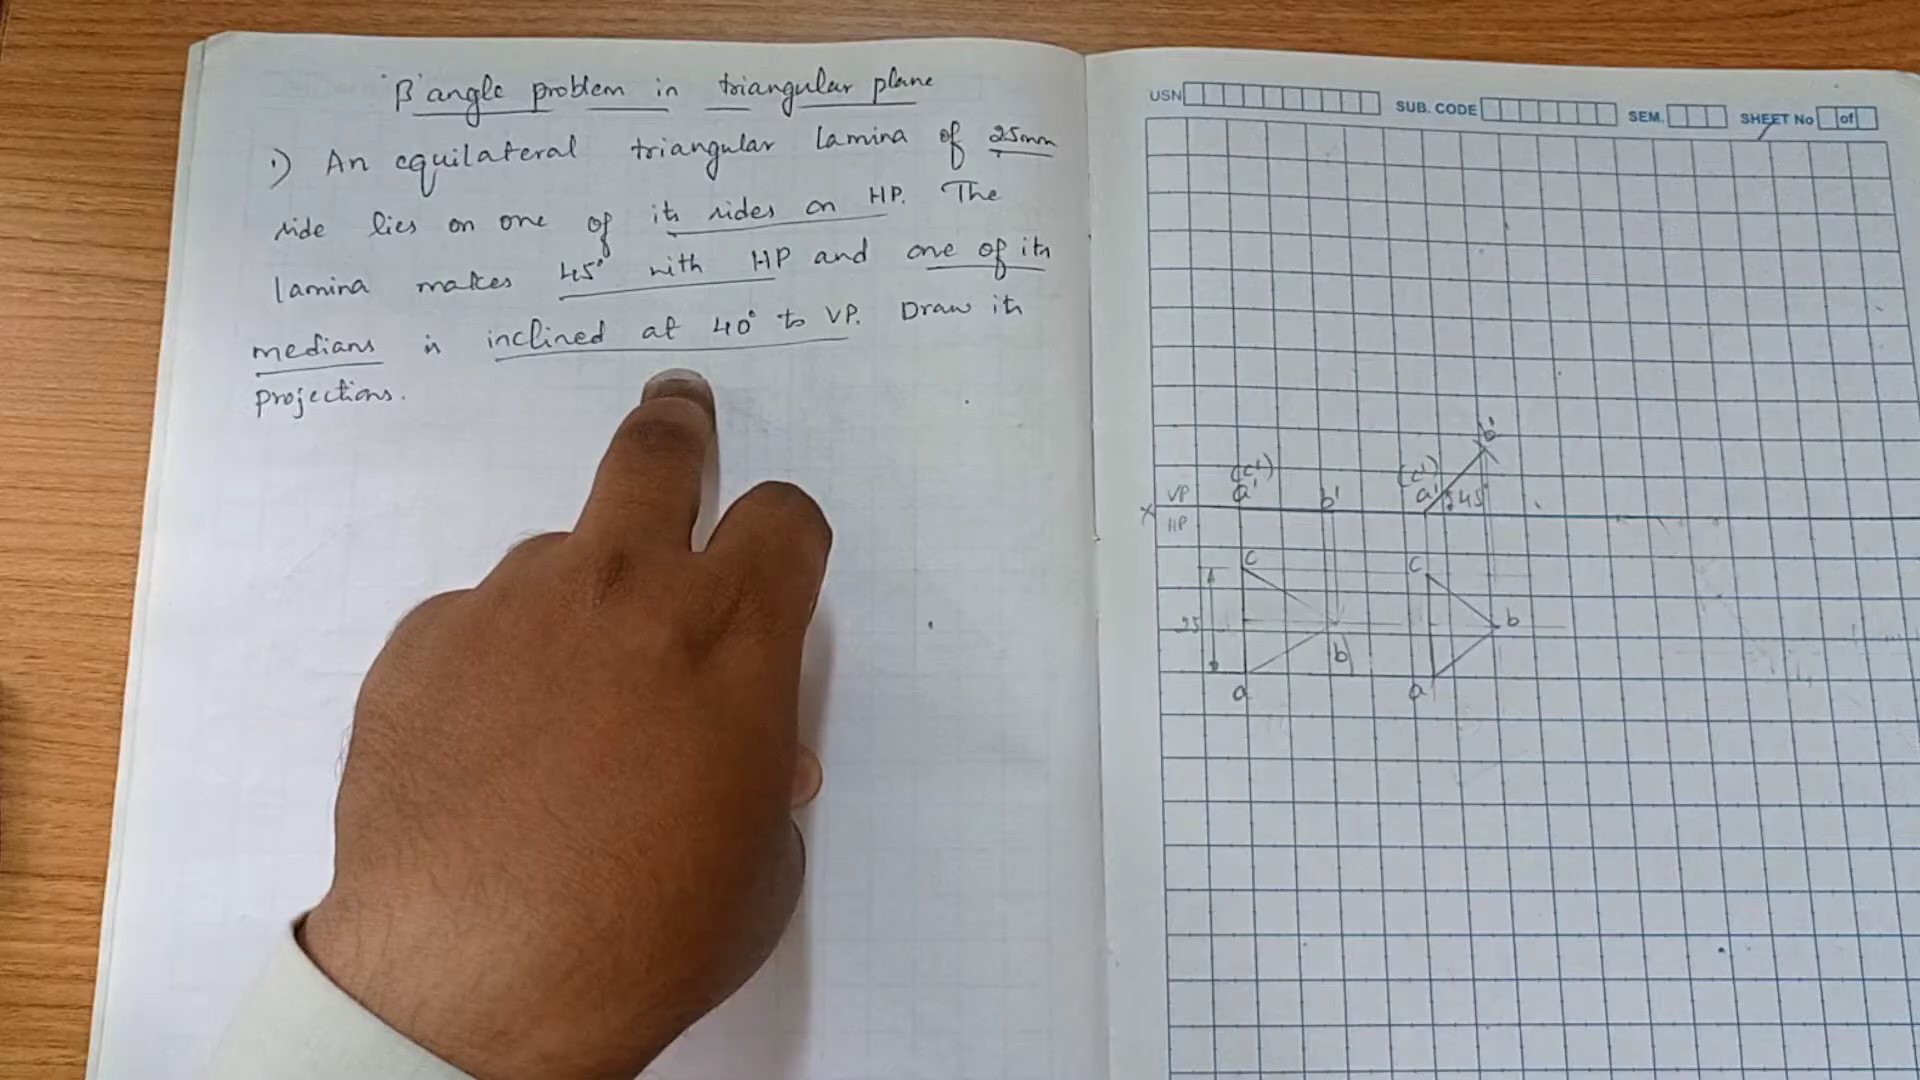 'β' angle problem in triangular plane
1) An equilateral triangular lamina of 25mm
side lies on one of its sides on HP. The
lamina makes 45° with HP and one of its
medians is inclined at 40° to VP. Draw its
projections.
USN SUB. CODE SEM. SHEET No of
b'
(c') (c')
a' b' a' 45
VP
X
HP
c c
25 b b
a a